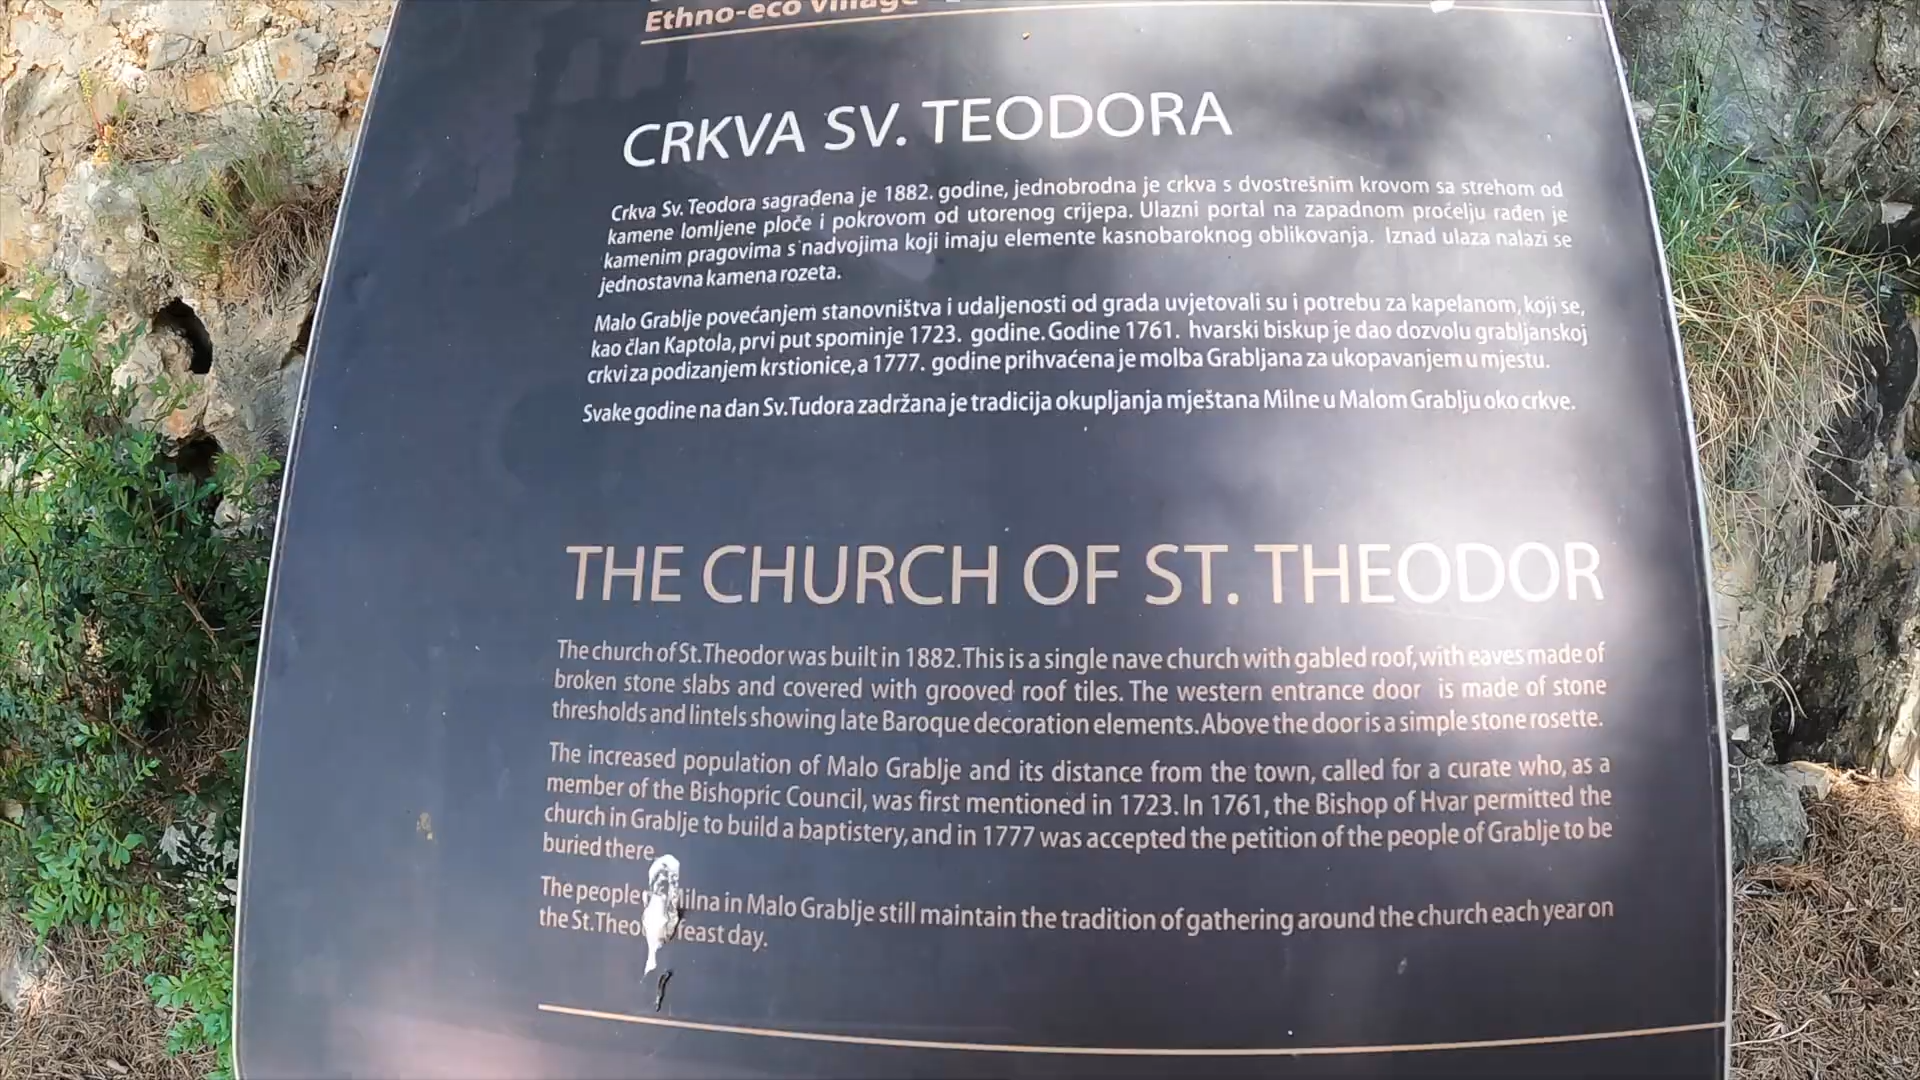 Ethno-eco village
CRKVA SV. TEODORA
Crkva Sv. Teodora sagrađena je 1882. godine, jednobrodna je crkva s dvostrešnim krovom sa strehom od
kamene lomljene ploče i pokrovom od utorenog crijepa. Ulazni portal na zapadnom pročelju rađen je
kamenim pragovima s nadvojima koji imaju elemente kasnobaroknog oblikovanja. Iznad ulaza nalazi se
jednostavna kamena rozeta.
Malo Grablje povećanjem stanovništva i udaljenosti od grada uvjetovali su i potrebu za kapelanom, koji se,
kao član Kaptola, prvi put spominje 1723. godine. Godine 1761. hvarski biskup je dao dozvolu grabljanskoj
crkvi za podizanjem krstionice, a 1777. godine prihvaćena je molba Grabljana za ukopavanjem u mjestu.
Svake godine na dan Sv. Tudora zadržana je tradicija okupljanja mještana Milne u Malom Grablju oko crkve.
THE CHURCH OF ST. THEODOR
The church of St. Theodor was built in 1882. This is a single nave church with gabled roof, with eaves made of
broken stone slabs and covered with grooved roof tiles. The western entrance door is made of stone
thresholds and lintels showing late Baroque decoration elements. Above the door is a simple stone rosette.
The increased population of Malo Grablje and its distance from the town, called for a curate who, as a
member of the Bishopric Council, was first mentioned in 1723. In 1761, the Bishop of Hvar permitted the
church in Grablje to build a baptistery, and in 1777 was accepted the petition of the people of Grablje to be
buried there.
The people Milna in Malo Grablje still maintain the tradition of gathering around the church each year on
the St. Theo feast day.